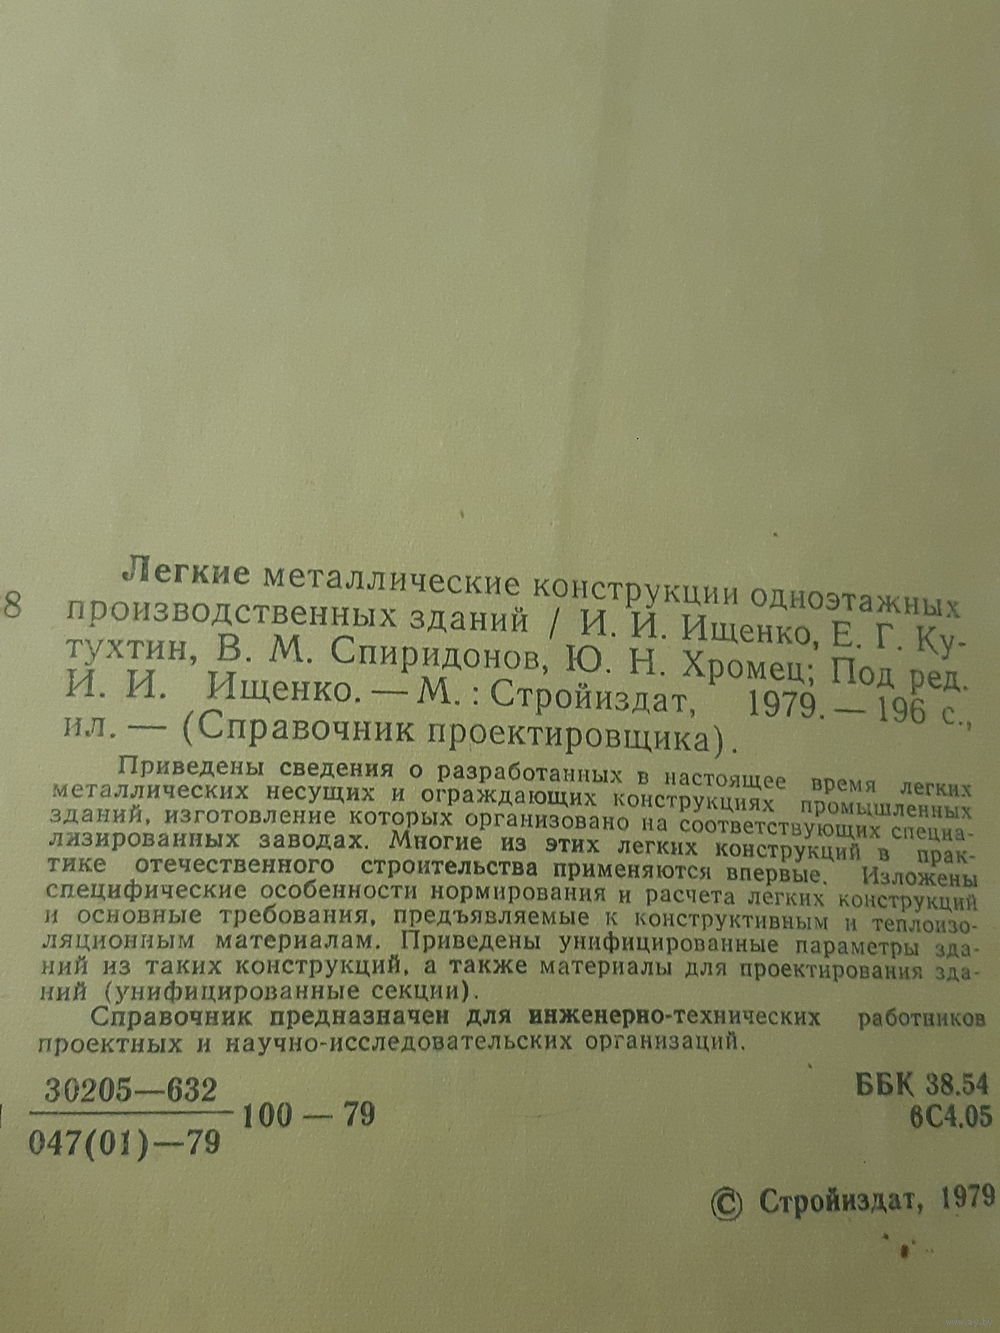 Легкие металлические конструкции одноэтажных
8 производственных зданий / И. И. Ищенко, Е. Г. Ку-
тухтин, В. М. Спиридонов, Ю. Н. Хромец; Под ред.
И. И. Ищенко. — М. : Стройиздат, 1979. — 196 с.,
ил. — (Справочник проектировщика).
Приведены сведения о разработанных в настоящее время легких
металлических несущих и ограждающих конструкциях промышленных
зданий, изготовление которых организовано на соответствующих специа-
лизированных заводах. Многие из этих легких конструкций в прак-
тике отечественного строительства применяются впервые. Изложены
специфические особенности нормирования и расчета легких конструкций
и основные требования, предъявляемые к конструктивным и теплоизо-
ляционным материалам. Приведены унифицированные параметры зда-
ний из таких конструкций, а также материалы для проектирования зда-
ний (унифицированные секции).
Справочник предназначен для инженерно-технических работников
проектных и научно-исследовательских организаций.
30205—632
047(01)—79
100 — 79
ББК 38.54
6С4.05
© Стройиздат, 1979